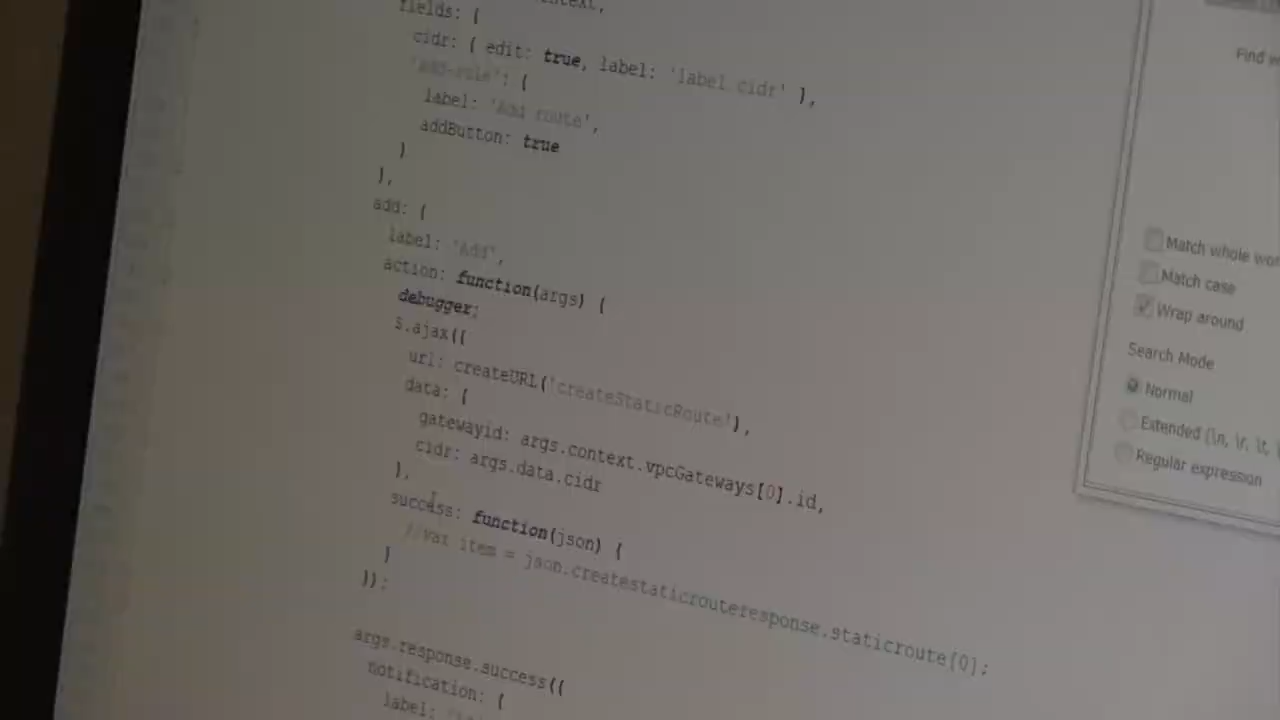 fields: {
cidr: { edit: true, label: 'label.cidr' },
'add-rule': {
label: 'Add route',
addButton: true
}
},
add: {
label: 'Add',
action: function(args) {
debugger;
$.ajax({
url: createURL('createStaticRoute'),
data: {
gatewayid: args.context.vpcGateways[0].id,
cidr: args.data.cidr
},
success: function(json) {
//var item = json.createstaticrouteresponse.staticroute[0];
}
});
args.response.success({
notification: {
label:
Find
Match whole
Match case
Wrap around
Search Mode
Normal
Extended (\n, \r, \t,
Regular expression